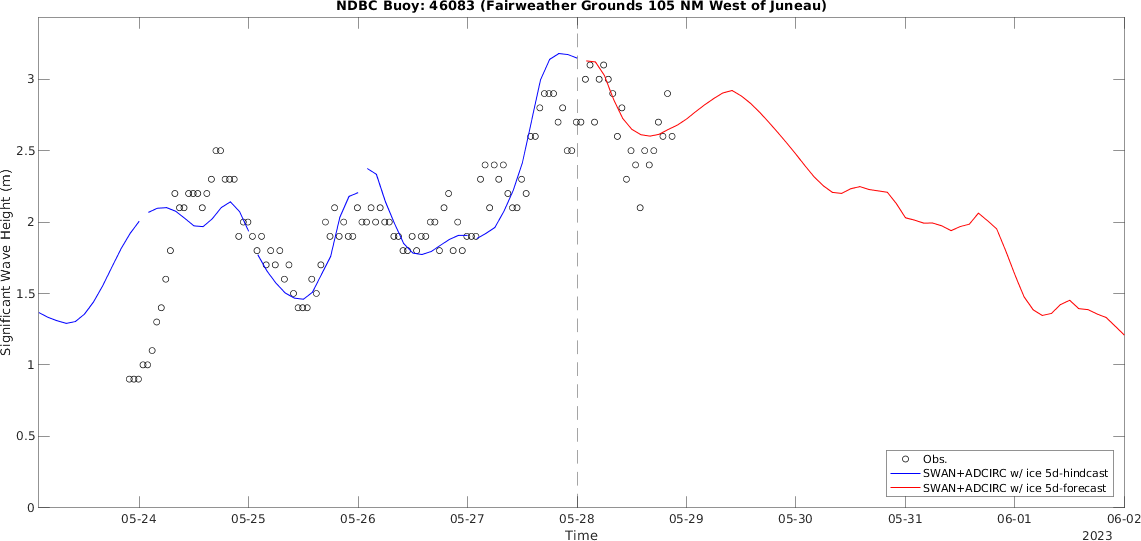 NDBC Buoy: 46083 (Fairweather Grounds 105 NM West of Juneau)
Significant Wave Height (m)
3
2.5
2
1.5
1
0.5
0
Obs.
SWAN+ADCIRC w/ ice 5d-hindcast
SWAN+ADCIRC w/ ice 5d-forecast
05-24 05-25 05-26 05-27 05-28 05-29 05-30 05-31 06-01 06-02
Time
2023